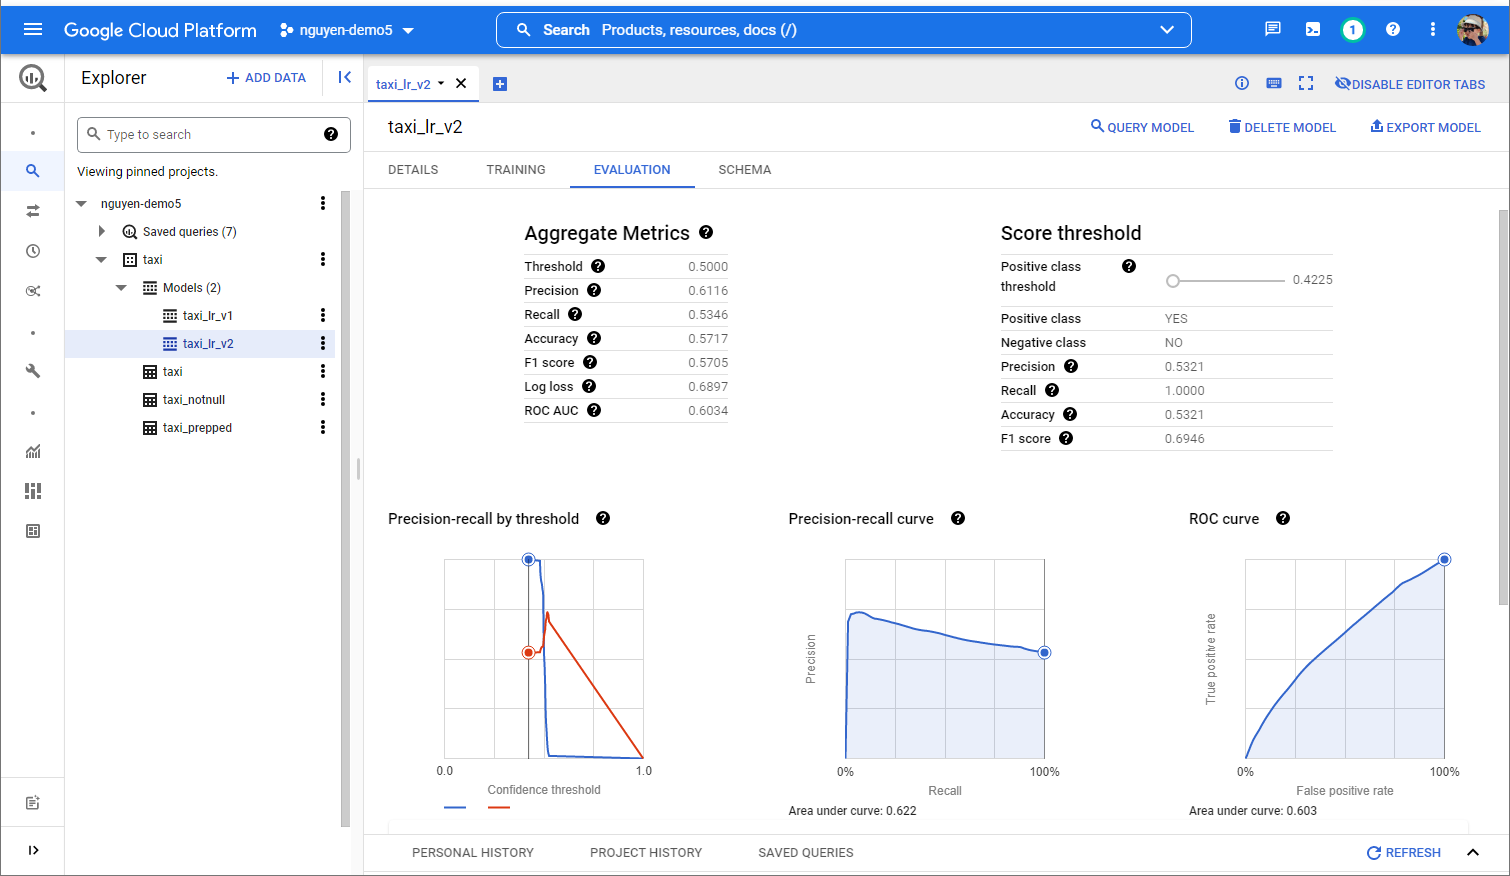 Google Cloud Platform
nguyen-demo5
Search Products, resources, docs (/)
1
Explorer
ADD DATA
taxi_lr_v2
DISABLE EDITOR TABS
Type to search
Viewing pinned projects.
nguyen-demo5
Saved queries (7)
taxi
Models (2)
taxi_lr_v1
taxi_lr_v2
taxi
taxi_notnull
taxi_prepped
taxi_lr_v2
QUERY MODEL
DELETE MODEL
EXPORT MODEL
DETAILS
TRAINING
EVALUATION
SCHEMA
Aggregate Metrics
Threshold 0.5000
Precision 0.6116
Recall 0.5346
Accuracy 0.5717
F1 score 0.5705
Log loss 0.6897
ROC AUC 0.6034
Score threshold
Positive class
threshold
0.4225
Positive class YES
Negative class NO
Precision 0.5321
Recall 1.0000
Accuracy 0.5321
F1 score 0.6946
Precision-recall by threshold
0.0
1.0
Confidence threshold
Precision-recall curve
Precision
0%
100%
Recall
Area under curve: 0.622
ROC curve
True positive rate
0%
100%
False positive rate
Area under curve: 0.603
PERSONAL HISTORY
PROJECT HISTORY
SAVED QUERIES
REFRESH